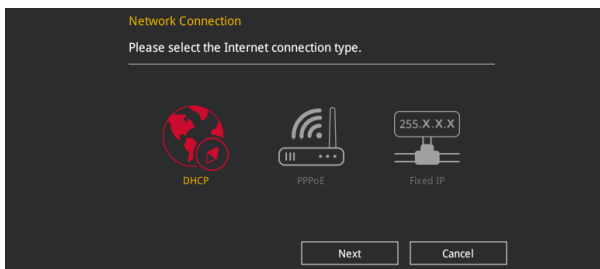 Network Connection
Please select the Internet connection type.
255.X.X.X
DHCP PPPoE Fixed IP
Next Cancel